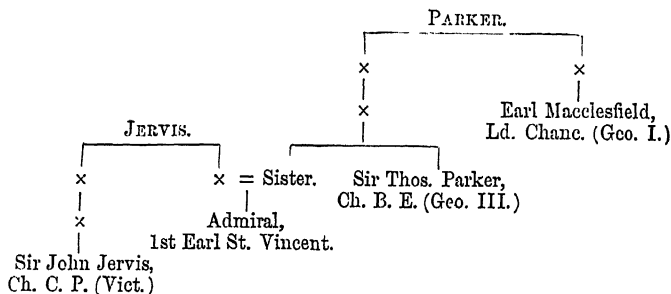 PARKER.
×
×
×
Earl Macclesfield,
Ld. Chanc. (Geo. I.)
JERVIS.
×
× = Sister.
Sir Thos. Parker,
Ch. B. E. (Geo. III.)
×
Admiral,
1st Earl St. Vincent.
Sir John Jervis,
Ch. C. P. (Vict.)